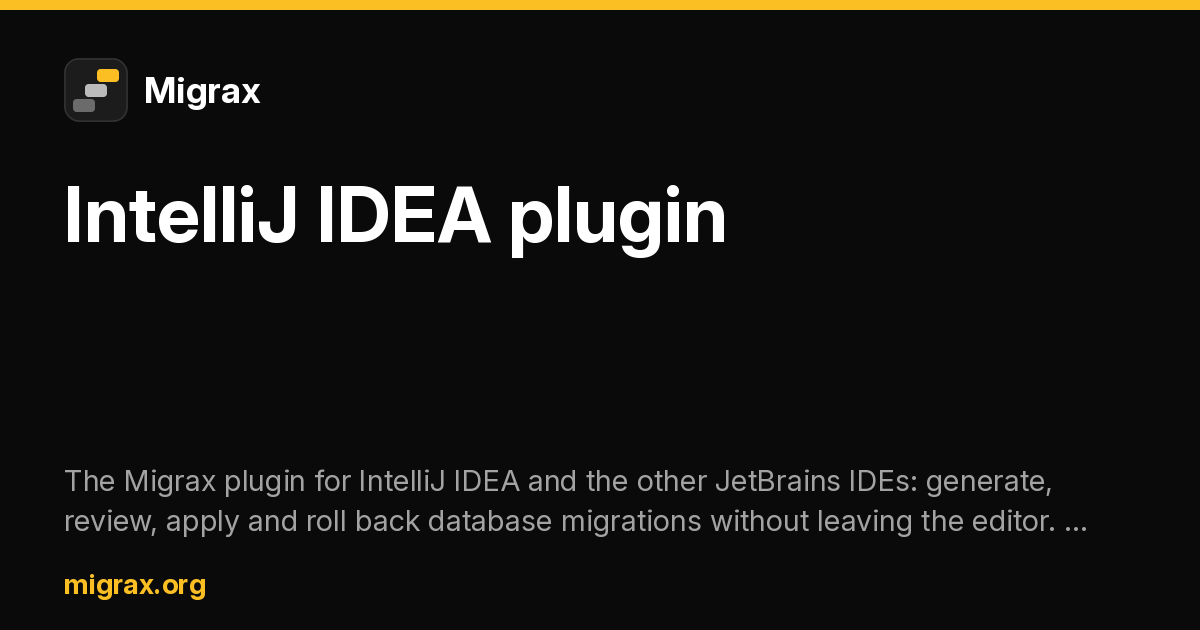 Migrax
IntelliJ IDEA plugin
The Migrax plugin for IntelliJ IDEA and the other JetBrains IDEs: generate,
review, apply and roll back database migrations without leaving the editor. ...
migrax.org